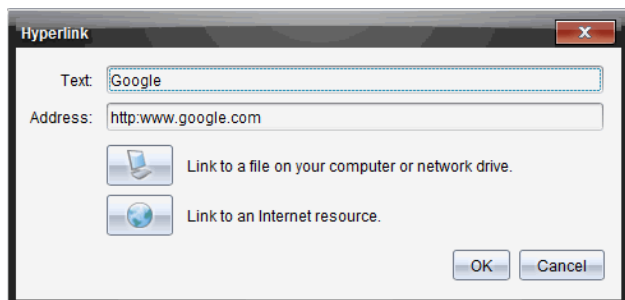 Hyperlink
Text: Google
Address: http:www.google.com
Link to a file on your computer or network drive.
Link to an Internet resource.
OK Cancel